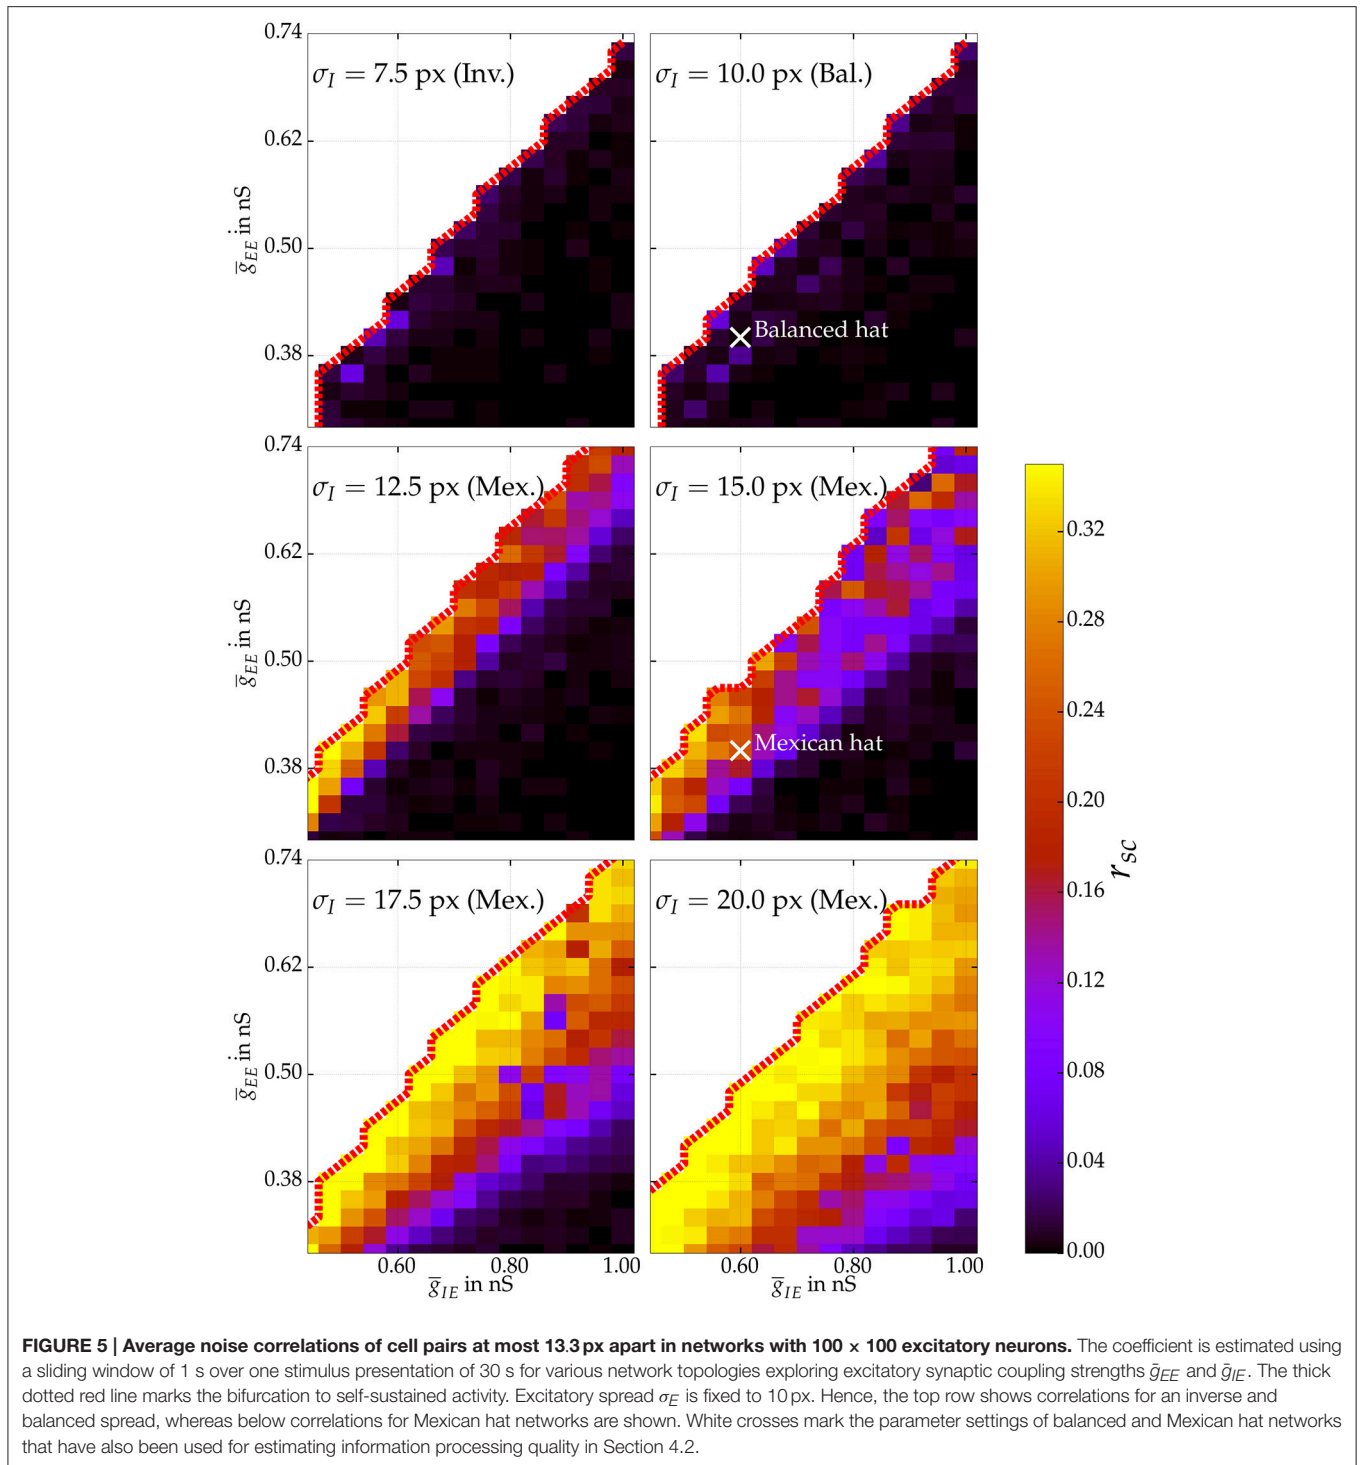 0.74
σ_I = 7.5 px (Inv.)
σ_I = 10.0 px (Bal.)
0.62
0.50
0.38
g̅_EE in nS
Balanced hat
0.74
σ_I = 12.5 px (Mex.)
σ_I = 15.0 px (Mex.)
0.62
0.50
0.38
g̅_EE in nS
Mexican hat
0.74
σ_I = 17.5 px (Mex.)
σ_I = 20.0 px (Mex.)
0.62
0.50
0.38
g̅_EE in nS
0.60 0.80 1.00
0.60 0.80 1.00
g̅_IE in nS
g̅_IE in nS
0.32
0.28
0.24
0.20
0.16
0.12
0.08
0.04
0.00
r_SC
FIGURE 5 | Average noise correlations of cell pairs at most 13.3 px apart in networks with 100 × 100 excitatory neurons. The coefficient is estimated using
a sliding window of 1 s over one stimulus presentation of 30 s for various network topologies exploring excitatory synaptic coupling strengths g̅_EE and g̅_IE. The thick
dotted red line marks the bifurcation to self-sustained activity. Excitatory spread σ_E is fixed to 10 px. Hence, the top row shows correlations for an inverse and
balanced spread, whereas below correlations for Mexican hat networks are shown. White crosses mark the parameter settings of balanced and Mexican hat networks
that have also been used for estimating information processing quality in Section 4.2.